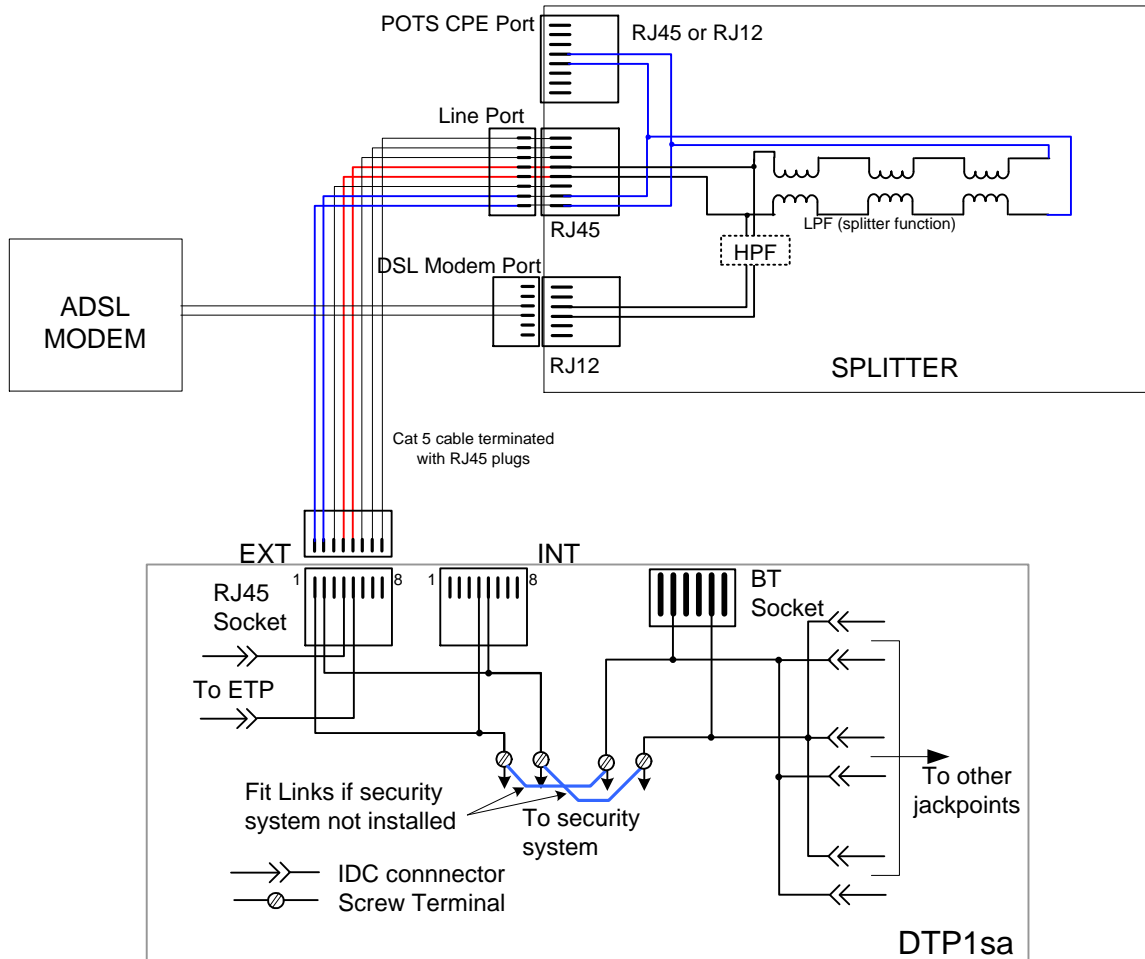 POTS CPE Port
RJ45 or RJ12
Line Port
RJ45
LPF (splitter function)
HPF
DSL Modem Port
ADSL
MODEM
RJ12
SPLITTER
Cat 5 cable terminated
with RJ45 plugs
EXT
INT
1
8
1
8
RJ45
Socket
BT
Socket
To ETP
Fit Links if security
system not installed
To security
system
To other
jackpoints
IDC connnector
Screw Terminal
DTP1sa